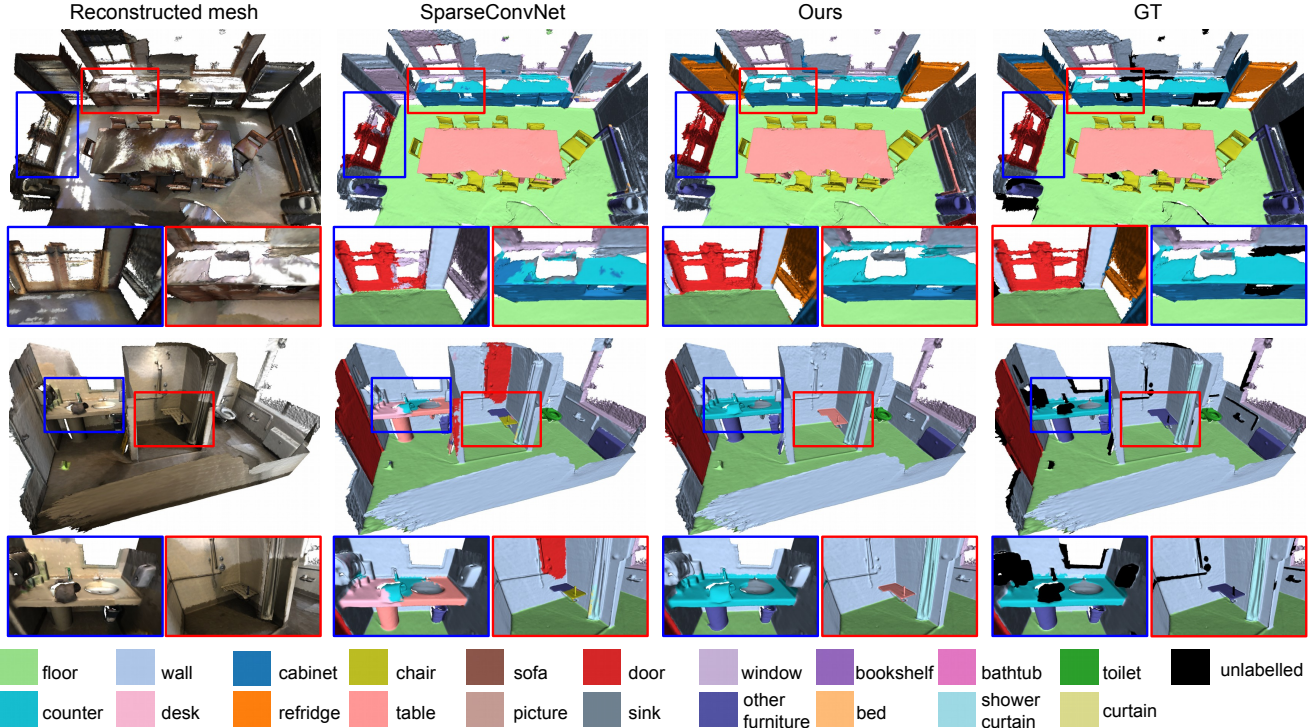 Reconstructed mesh SparseConvNet Ours GT
floor wall cabinet chair sofa door window bookshelf bathtub toilet unlabelled
counter desk refridge table picture sink other furniture bed shower curtain curtain